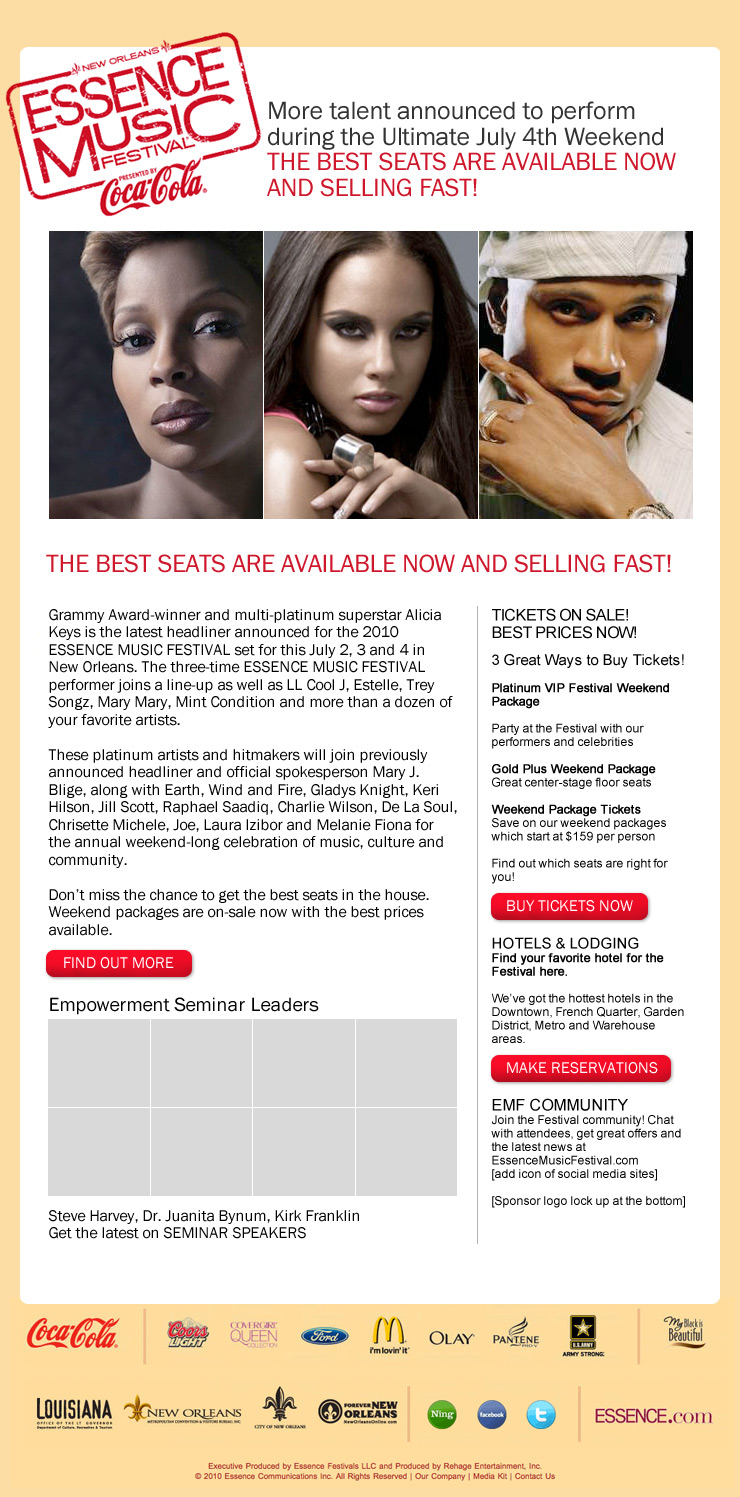 NEW ORLEANS
ESSENCE
MUSIC
FESTIVAL
PRESENTED BY
Coca-Cola
More talent announced to perform
during the Ultimate July 4th Weekend
THE BEST SEATS ARE AVAILABLE NOW
AND SELLING FAST!
THE BEST SEATS ARE AVAILABLE NOW AND SELLING FAST!
Grammy Award-winner and multi-platinum superstar Alicia
Keys is the latest headliner announced for the 2010
ESSENCE MUSIC FESTIVAL set for this July 2, 3 and 4 in
New Orleans. The three-time ESSENCE MUSIC FESTIVAL
performer joins a line-up as well as LL Cool J, Estelle, Trey
Songz, Mary Mary, Mint Condition and more than a dozen of
your favorite artists.
These platinum artists and hitmakers will join previously
announced headliner and official spokesperson Mary J.
Blige, along with Earth, Wind and Fire, Gladys Knight, Keri
Hilson, Jill Scott, Raphael Saadiq, Charlie Wilson, De La Soul,
Chrisette Michele, Joe, Laura Izibor and Melanie Fiona for
the annual weekend-long celebration of music, culture and
community.
Don't miss the chance to get the best seats in the house.
Weekend packages are on-sale now with the best prices
available.
FIND OUT MORE
Empowerment Seminar Leaders
Steve Harvey, Dr. Juanita Bynum, Kirk Franklin
Get the latest on SEMINAR SPEAKERS
TICKETS ON SALE!
BEST PRICES NOW!
3 Great Ways to Buy Tickets!
Platinum VIP Festival Weekend
Package
Party at the Festival with our
performers and celebrities
Gold Plus Weekend Package
Great center-stage floor seats
Weekend Package Tickets
Save on our weekend packages
which start at $159 per person
Find out which seats are right for
you!
BUY TICKETS NOW
HOTELS & LODGING
Find your favorite hotel for the
Festival here.
We've got the hottest hotels in the
Downtown, French Quarter, Garden
District, Metro and Warehouse
areas.
MAKE RESERVATIONS
EMF COMMUNITY
Join the Festival community! Chat
with attendees, get great offers and
the latest news at
EssenceMusicFestival.com
[add icon of social media sites]
[Sponsor logo lock up at the bottom]
Coca-Cola
Coors
LIGHT
COVERGIRL
QUEEN
COLLECTION
Ford
i'm lovin' it
OLAY
PANTENE
PRO-V
U.S.ARMY
ARMY STRONG
My Black is
Beautiful
LOUISIANA
OFFICE OF THE LT. GOVERNOR
Department of Culture, Recreation & Tourism
NEW ORLEANS
METROPOLITAN CONVENTION & VISITORS BUREAU, INC.
CITY OF NEW ORLEANS
FOREVER NEW
ORLEANS
NewOrleansOnline.com
Ning
facebook
t
ESSENCE.com
Executive Produced by Essence Festivals LLC and Produced by Rehage Entertainment, Inc.
© 2010 Essence Communications Inc. All Rights Reserved | Our Company | Media Kit | Contact Us